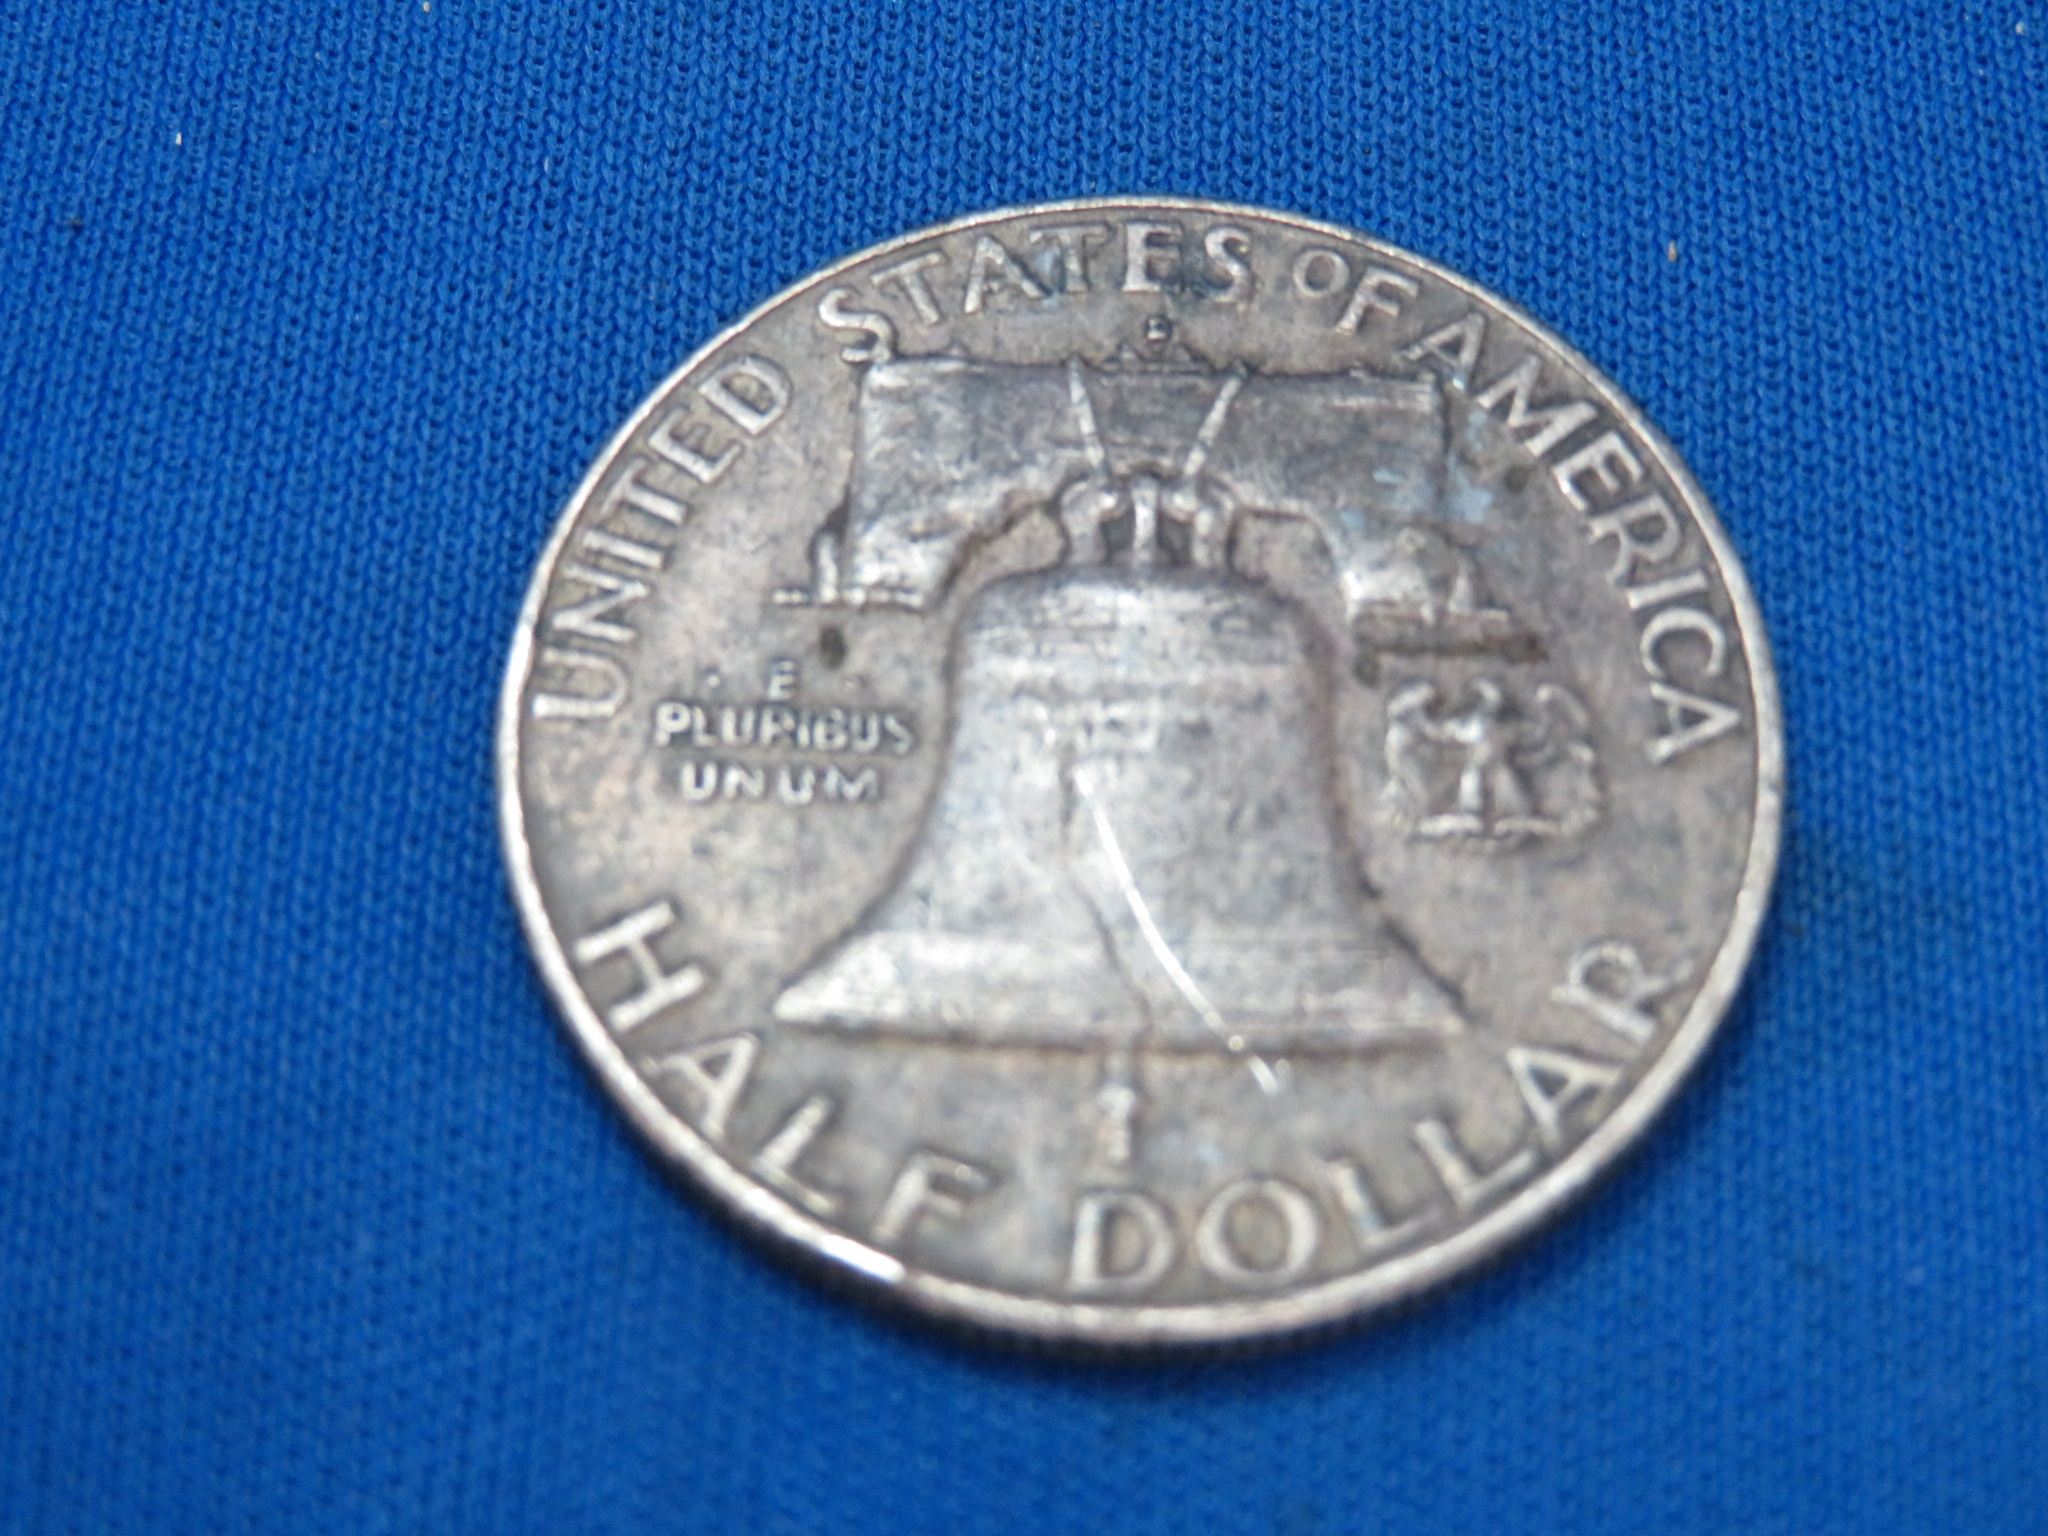 UNITED STATES OF AMERICA
· E ·
PLURIBUS
UNUM
HALF DOLLAR